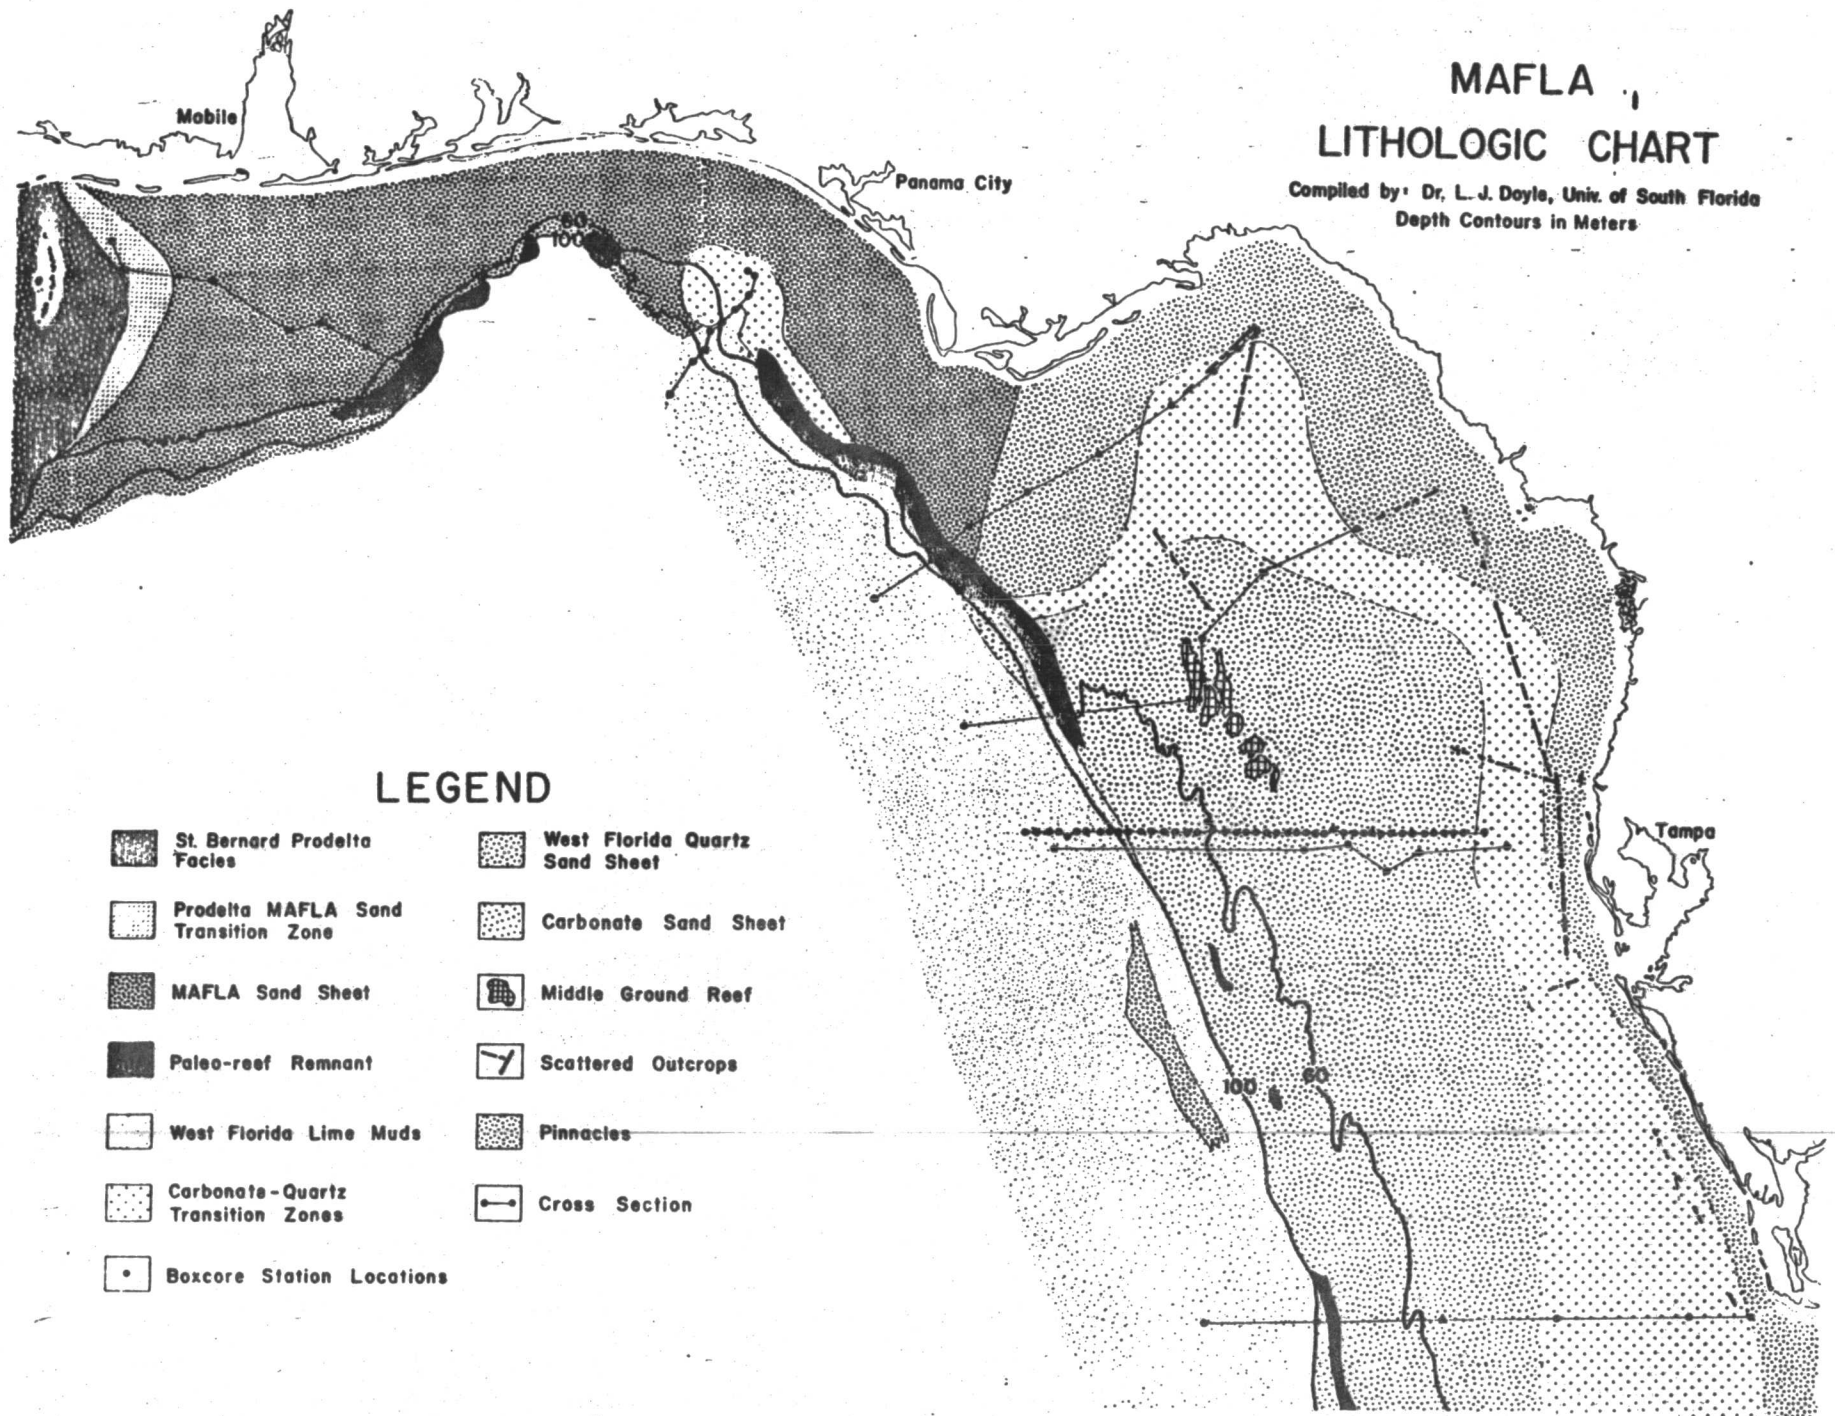 MAFLA
LITHOLOGIC CHART
Compiled by: Dr. L. J. Doyle, Univ. of South Florida
Depth Contours in Meters
Mobile
Panama City
60
100
Tampa
100
60
LEGEND
St. Bernard Prodelta
Facies
Prodelta MAFLA Sand
Transition Zone
MAFLA Sand Sheet
Paleo-reef Remnant
West Florida Lime Muds
Carbonate-Quartz
Transition Zones
Boxcore Station Locations
West Florida Quartz
Sand Sheet
Carbonate Sand Sheet
Middle Ground Reef
Scattered Outcrops
Pinnacles
Cross Section